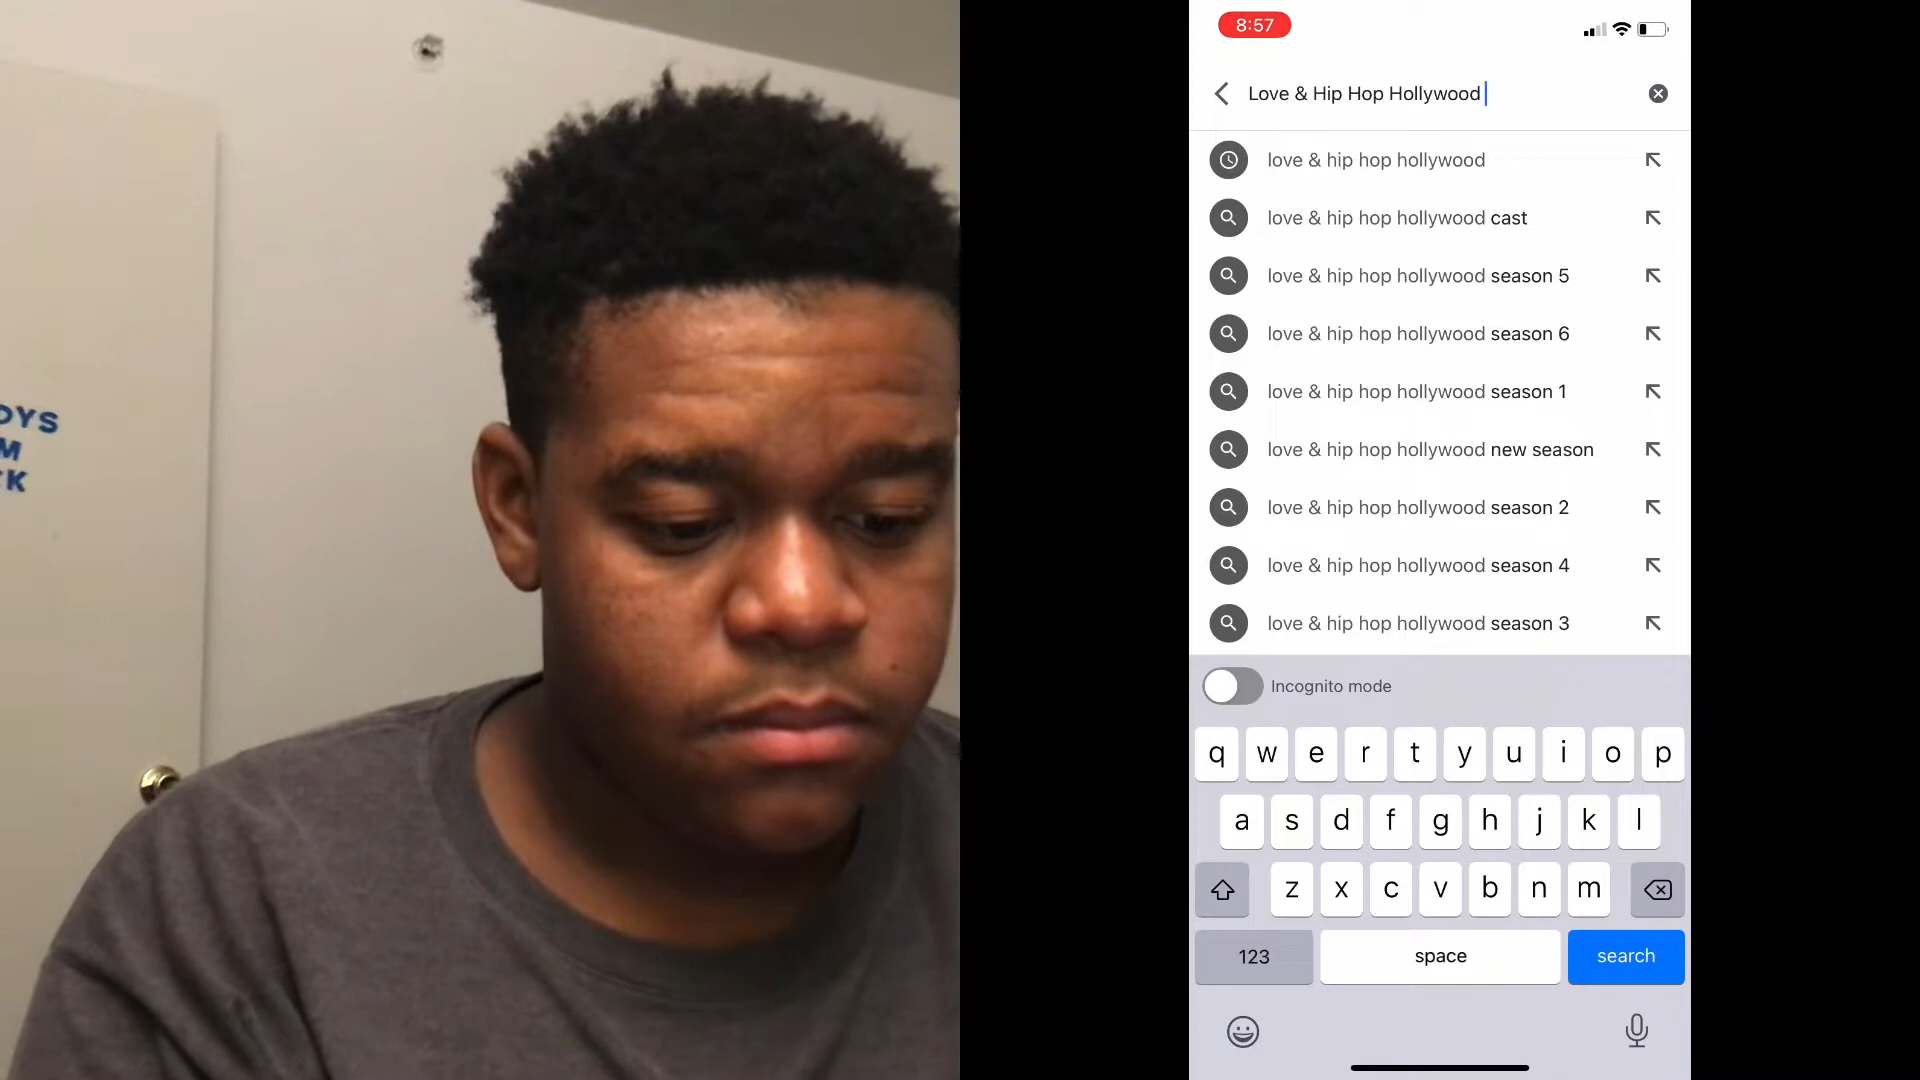 8:57
Love & Hip Hop Hollywood
love & hip hop hollywood
love & hip hop hollywood cast
love & hip hop hollywood season 5
love & hip hop hollywood season 6
love & hip hop hollywood season 1
love & hip hop hollywood new season
love & hip hop hollywood season 2
love & hip hop hollywood season 4
love & hip hop hollywood season 3
Incognito mode
q w e r t y u i o p
a s d f g h j k l
z x c v b n m
123 space search